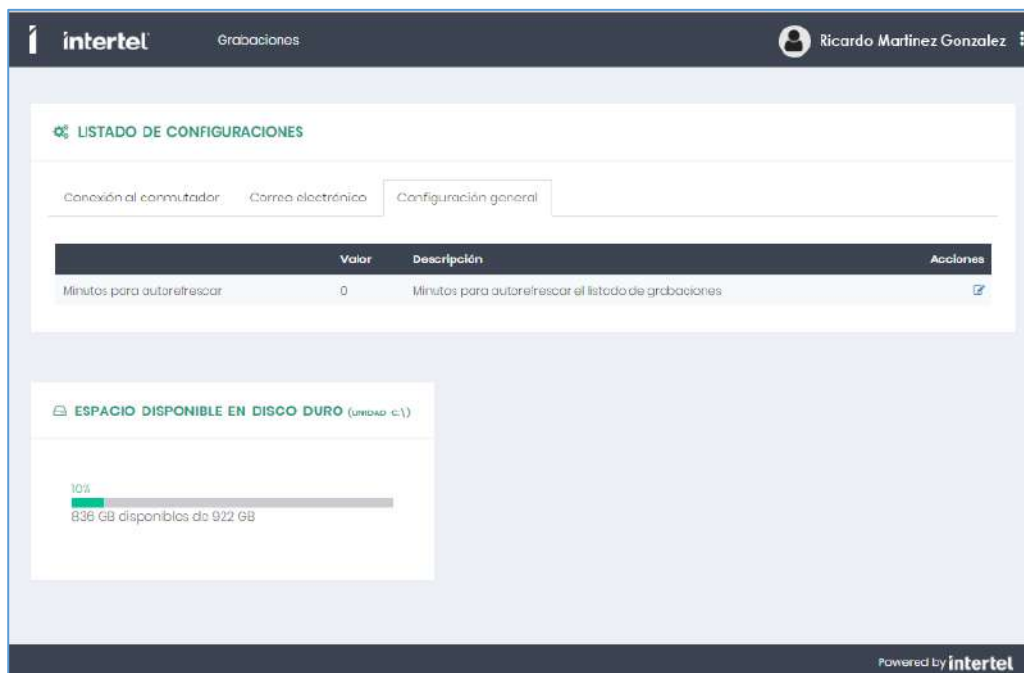 intertel Grabaciones Ricardo Martinez Gonzalez
LISTADO DE CONFIGURACIONES
Conexión al conmutador Correo electrónico Configuración general
Valor Descripción Acciones
Minutos para autorefrescar 0 Minutos para autorefrescar el listado de grabaciones
ESPACIO DISPONIBLE EN DISCO DURO (UNIDAD C:\)
10%
836 GB disponibles de 922 GB
Powered by intertel